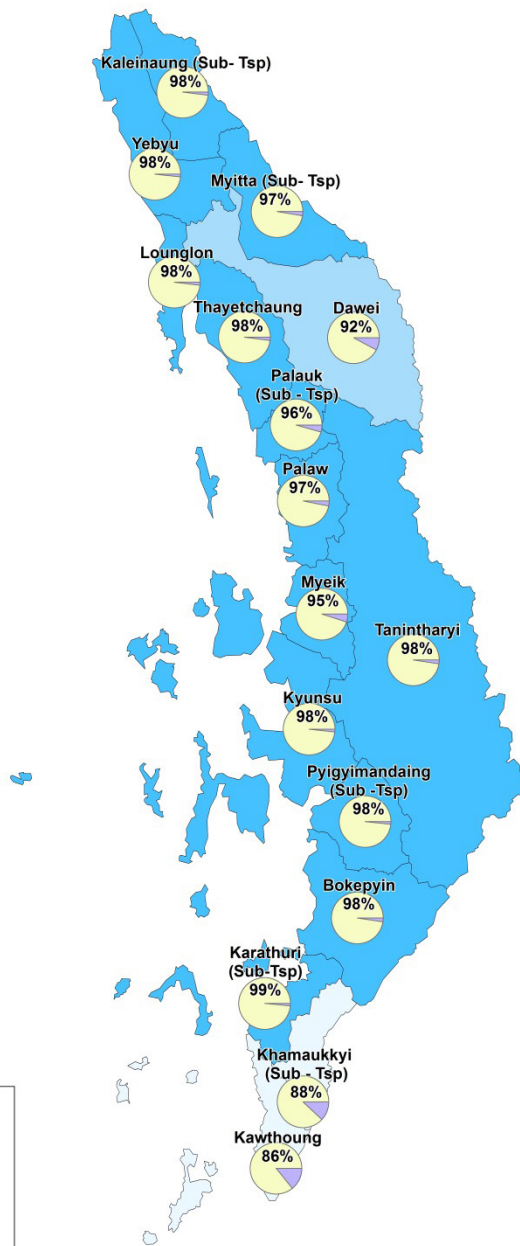 Kaleinaung (Sub- Tsp)
98%
Yebyu
98%
Myitta (Sub- Tsp)
97%
Lounglon
98%
Thayetchaung
98%
Dawei
92%
Palauk
(Sub - Tsp)
96%
Palaw
97%
Myeik
95%
Tanintharyi
98%
Kyunsu
98%
Pyigyimandaing
(Sub -Tsp)
98%
Bokepyin
98%
Karathuri
(Sub-Tsp)
99%
Khamaukkyi
(Sub - Tsp)
88%
Kawthoung
86%